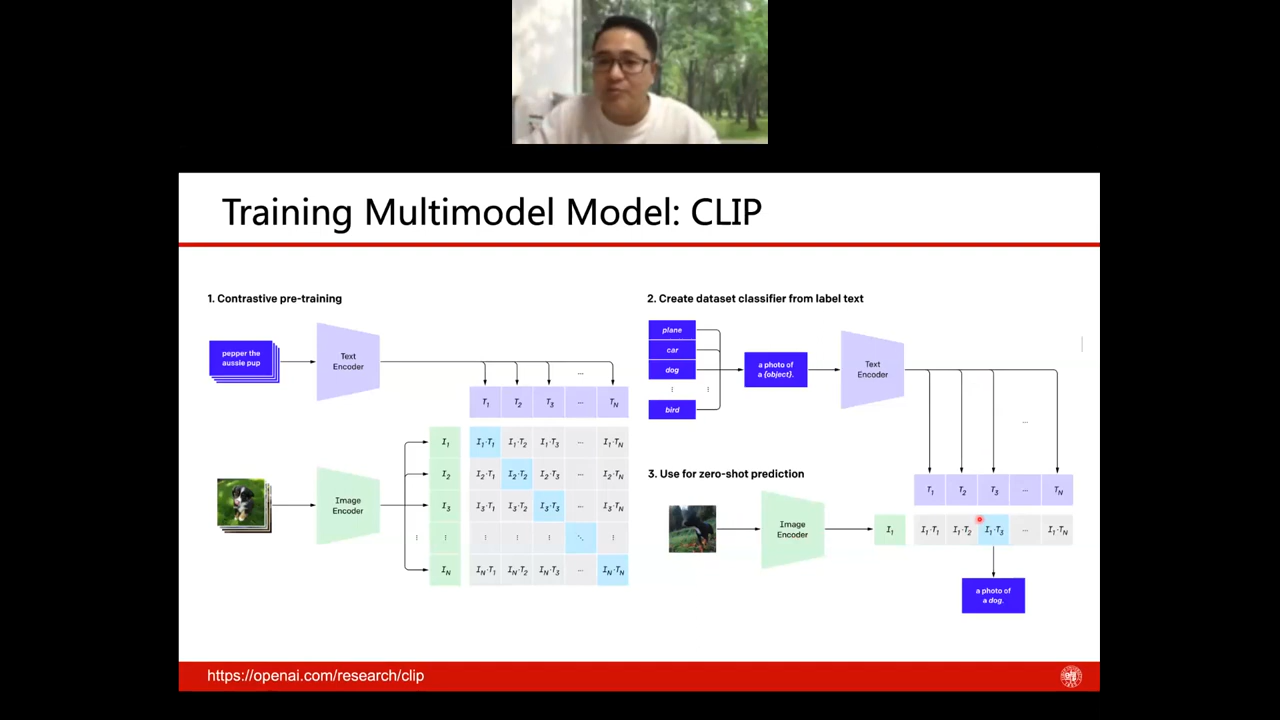 Training Multimodel Model: CLIP
1. Contrastive pre-training
pepper the
aussie pup
Text
Encoder
...
T1 T2 T3 ... TN
Image
Encoder
I1 I1·T1 I1·T2 I1·T3 ... I1·TN
I2 I2·T1 I2·T2 I2·T3 ... I2·TN
I3 I3·T1 I3·T2 I3·T3 ... I3·TN
⋮ ⋮ ⋮ ⋮ ⋮ ⋱ ⋮
IN IN·T1 IN·T2 IN·T3 ... IN·TN
2. Create dataset classifier from label text
plane
car
dog
⋮ ⋮
bird
a photo of
a {object}.
Text
Encoder
...
3. Use for zero-shot prediction
T1 T2 T3 ... TN
Image
Encoder
I1 I1·T1 I1·T2 I1·T3 ... I1·TN
a photo of
a dog.
https://openai.com/research/clip